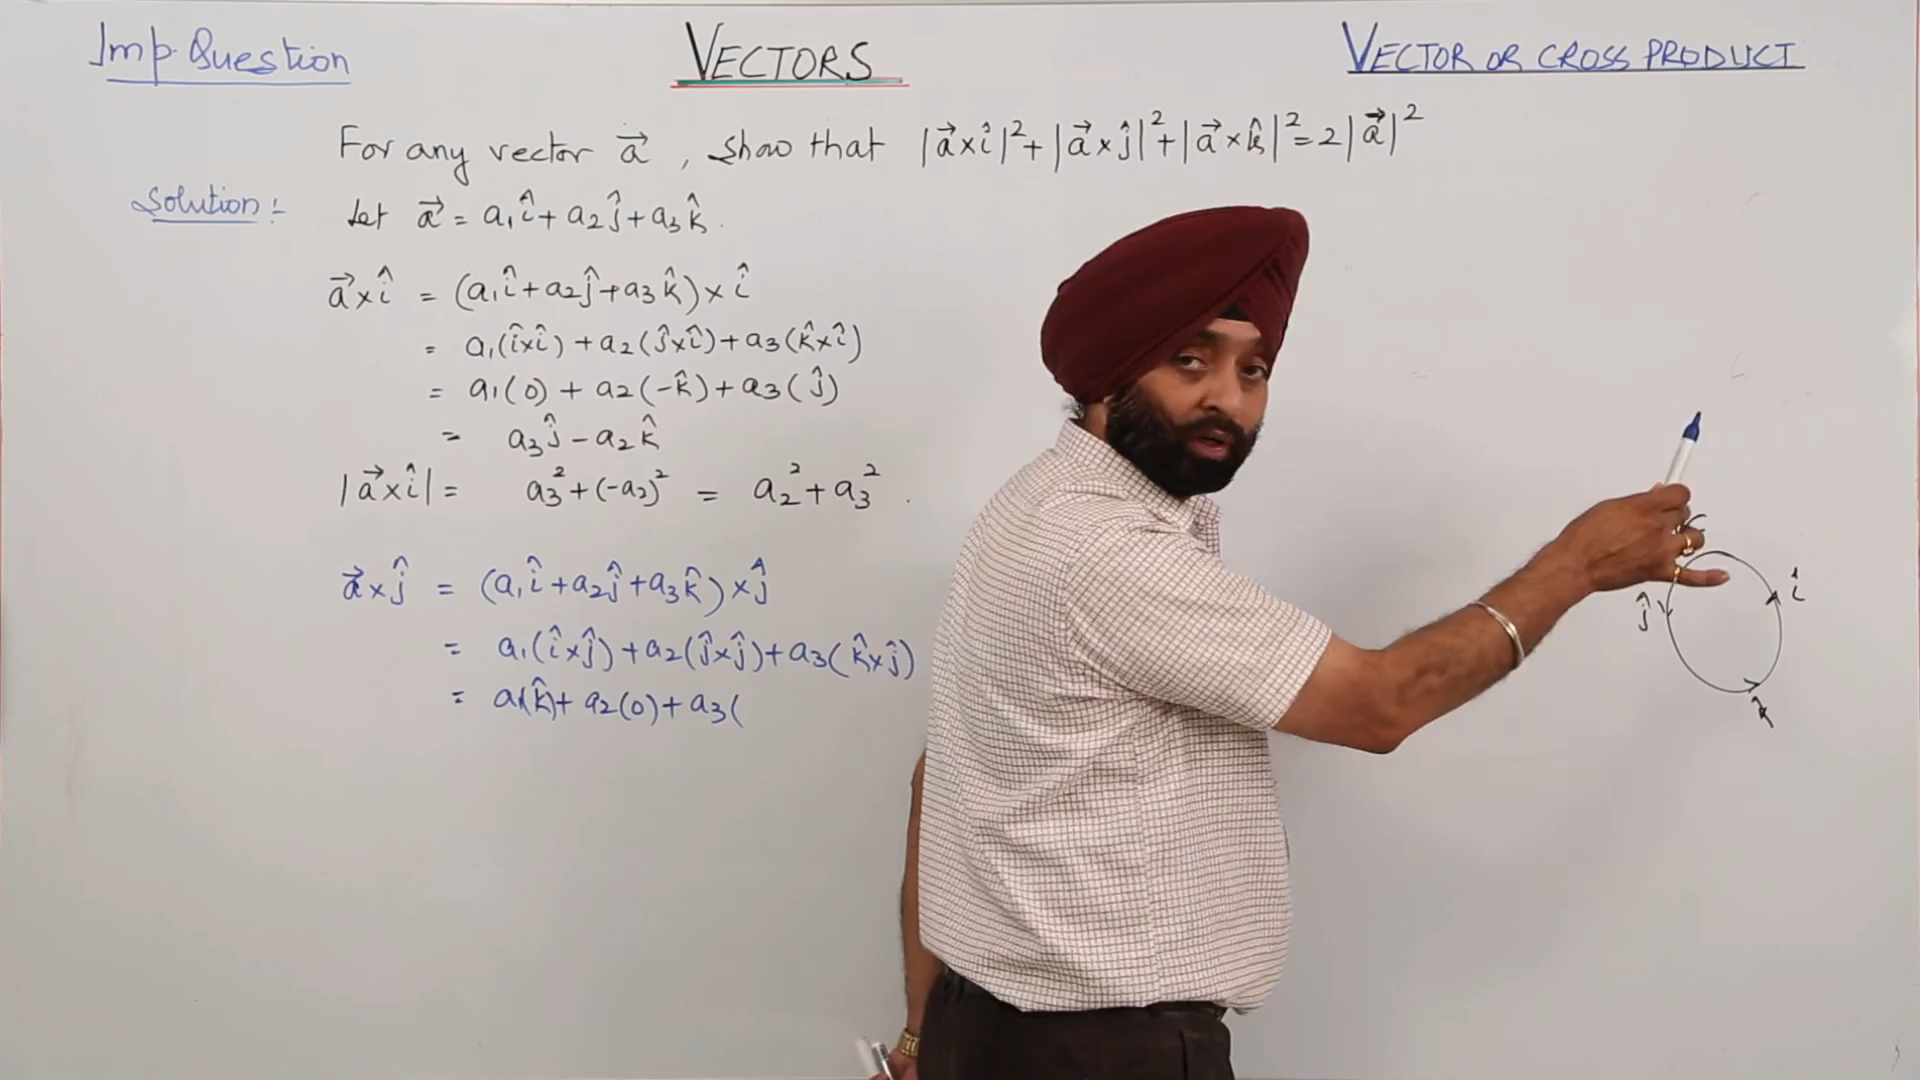 Imp. Question
VECTORS
VECTOR OR CROSS PRODUCT
For any vector a⃗ , show that |a⃗×î|²+|a⃗×ĵ|²+|a⃗×k̂|²=2|a⃗|²
Solution:-
Let a⃗ = a₁î+a₂ĵ+a₃k̂.
a⃗×î = (a₁î+a₂ĵ+a₃k̂)×î
= a₁(î×î)+a₂(ĵ×î)+a₃(k̂×î)
= a₁(0)+a₂(-k̂)+a₃(ĵ)
= a₃ĵ-a₂k̂
|a⃗×î| = a₃²+(-a₂)² = a₂²+a₃².
a⃗×ĵ = (a₁î+a₂ĵ+a₃k̂)×ĵ
= a₁(î×ĵ)+a₂(ĵ×ĵ)+a₃(k̂×ĵ)
= a₁(k̂)+a₂(0)+a₃(
î
ĵ
k̂